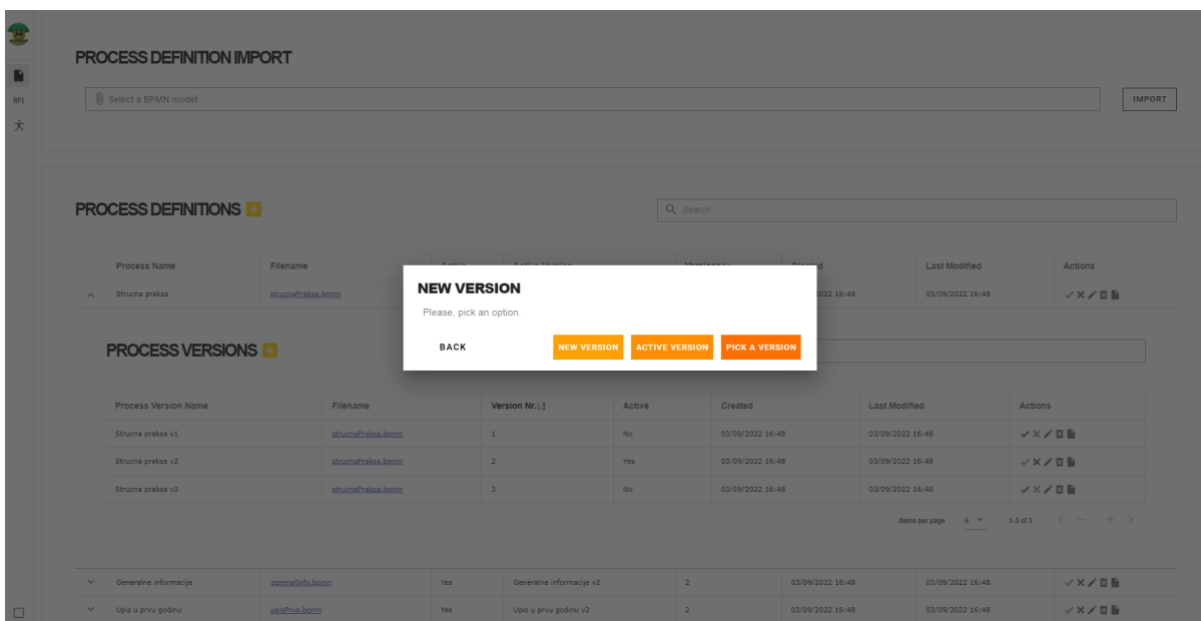 PROCESS DEFINITION IMPORT
API
Select a BPMN model
IMPORT
PROCESS DEFINITIONS
Search
Process Name Filename Active Active Version Created Last Modified Actions
Strucna praksa strucnaPraksa.bpmn 03/09/2022 16:48
NEW VERSION
Please, pick an option.
BACK NEW VERSION ACTIVE VERSION PICK A VERSION
PROCESS VERSIONS
Process Version Name Filename Version Nr. Active Created Last Modified Actions
Strucna praksa v1 strucnaPraksa.bpmn 1 No 03/09/2022 16:48 03/09/2022 16:48
Strucna praksa v2 strucnaPraksa.bpmn 2 Yes 03/09/2022 16:48 03/09/2022 16:48
Strucna praksa v3 strucnaPraksa.bpmn 3 No 03/09/2022 16:48 03/09/2022 16:48
Items per page 5 1-3 of 3
Generalne informacije generalInfo.bpmn Yes Generalne informacije v2 2 03/09/2022 16:48 03/09/2022 16:48
Upis u prvu godinu upisPrva.bpmn Yes Upis u prvu godinu v2 2 03/09/2022 16:48 03/09/2022 16:48